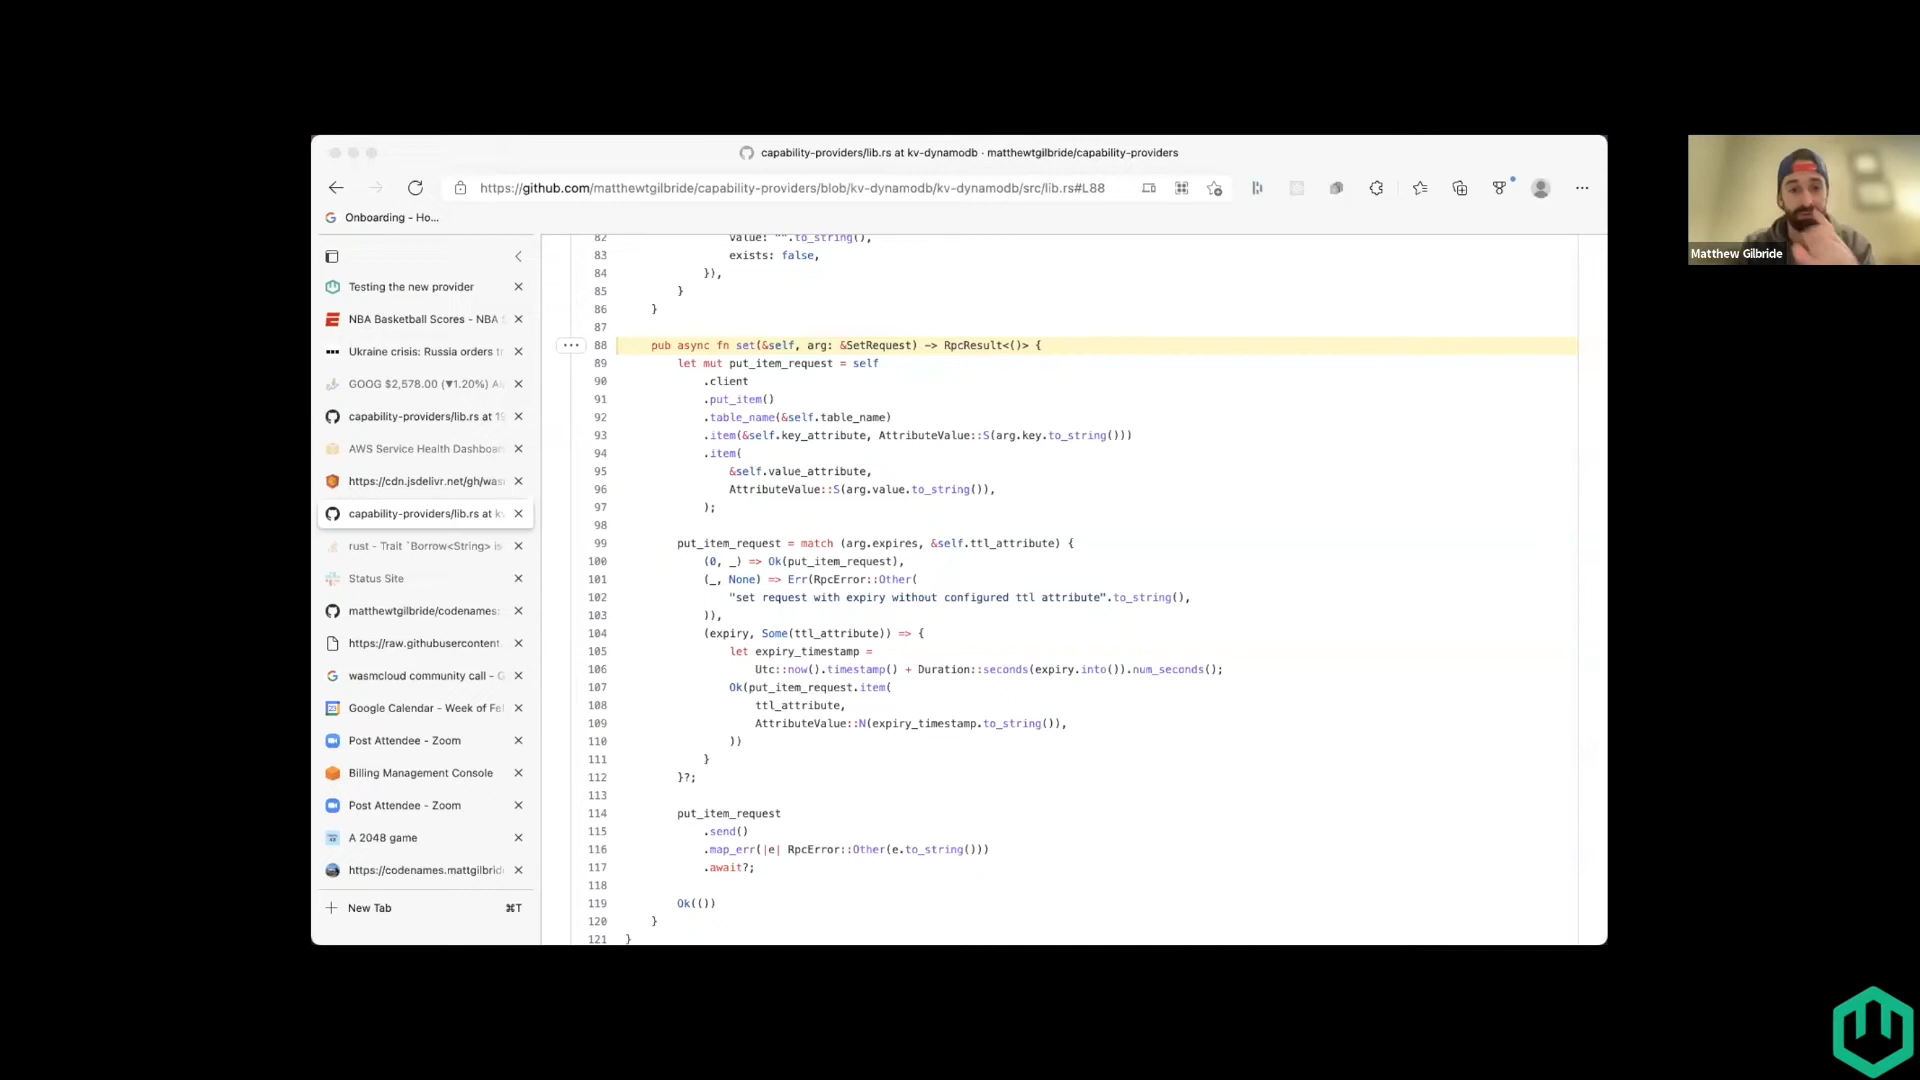 capability-providers/lib.rs at kv-dynamodb · matthewtgilbride/capability-providers
https://github.com/matthewtgilbride/capability-providers/blob/kv-dynamodb/kv-dynamodb/src/lib.rs#L88
Onboarding - Ho...
Testing the new provider
NBA Basketball Scores - NBA
Ukraine crisis: Russia orders
GOOG $2,578.00 (▼1.20%)
capability-providers/lib.rs at
AWS Service Health Dashboar
https://cdn.jsdelivr.net/gh/was
capability-providers/lib.rs at k
rust - Trait `Borrow<String> is
Status Site
matthewtgilbride/codenames:
https://raw.githubusercontent.
wasmcloud community call - G
Google Calendar - Week of Fe
Post Attendee - Zoom
Billing Management Console
Post Attendee - Zoom
A 2048 game
https://codenames.mattgilbrid
New Tab ⌘T
82 value: "".to_string(),
83 exists: false,
84 }),
85 }
86 }
87
88 pub async fn set(&self, arg: &SetRequest) -> RpcResult<()> {
89 let mut put_item_request = self
90 .client
91 .put_item()
92 .table_name(&self.table_name)
93 .item(&self.key_attribute, AttributeValue::S(arg.key.to_string()))
94 .item(
95 &self.value_attribute,
96 AttributeValue::S(arg.value.to_string()),
97 );
98
99 put_item_request = match (arg.expires, &self.ttl_attribute) {
100 (0, _) => Ok(put_item_request),
101 (_, None) => Err(RpcError::Other(
102 "set request with expiry without configured ttl attribute".to_string(),
103 )),
104 (expiry, Some(ttl_attribute)) => {
105 let expiry_timestamp =
106 Utc::now().timestamp() + Duration::seconds(expiry.into()).num_seconds();
107 Ok(put_item_request.item(
108 ttl_attribute,
109 AttributeValue::N(expiry_timestamp.to_string()),
110 ))
111 }
112 }?;
113
114 put_item_request
115 .send()
116 .map_err(|e| RpcError::Other(e.to_string()))
117 .await?;
118
119 Ok(())
120 }
121 }
Matthew Gilbride